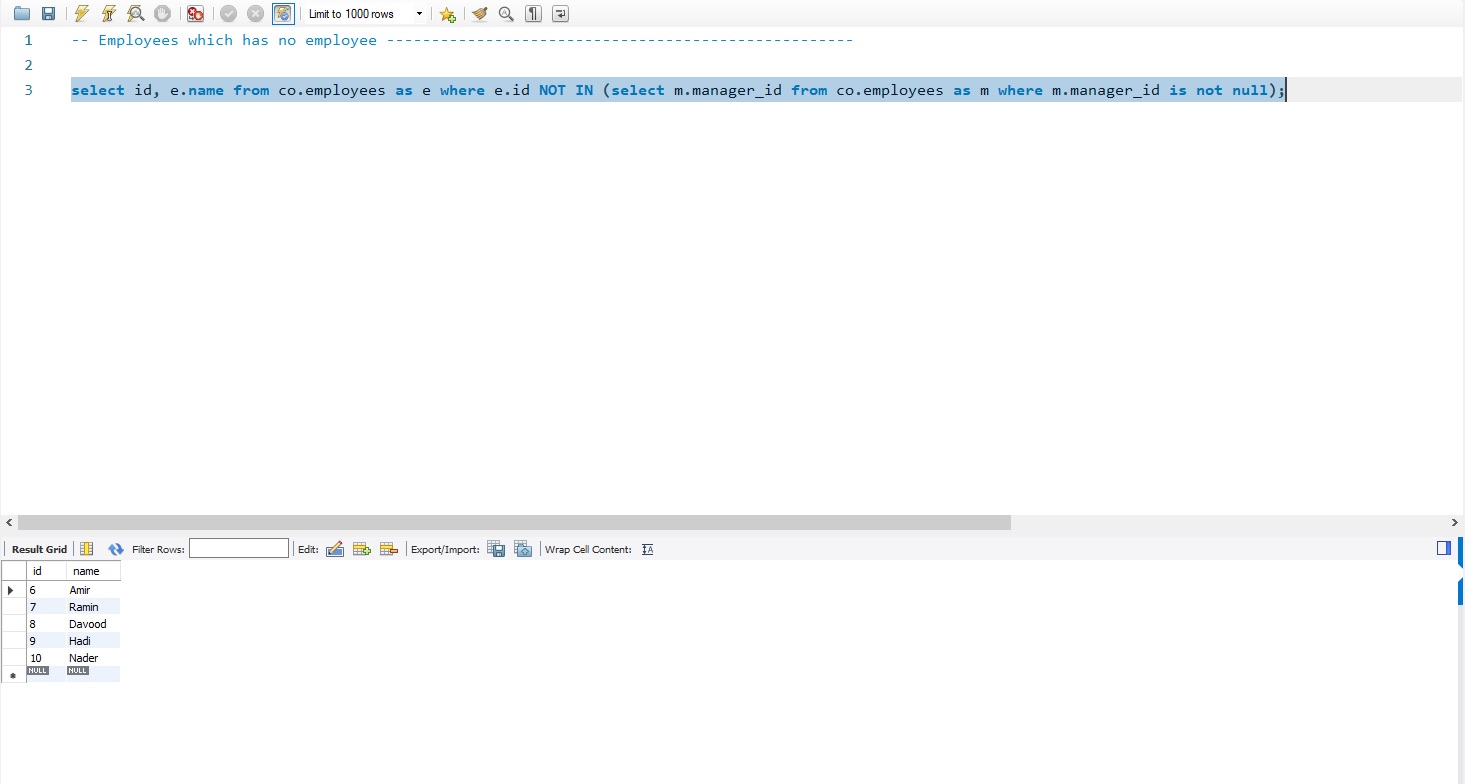 Limit to 1000 rows
1 -- Employees which has no employee ----------------------------------------------------
2
3 select id, e.name from co.employees as e where e.id NOT IN (select m.manager_id from co.employees as m where m.manager_id is not null);
Result Grid Filter Rows: Edit: Export/Import: Wrap Cell Content:
id name
6 Amir
7 Ramin
8 Davood
9 Hadi
10 Nader
NULL NULL